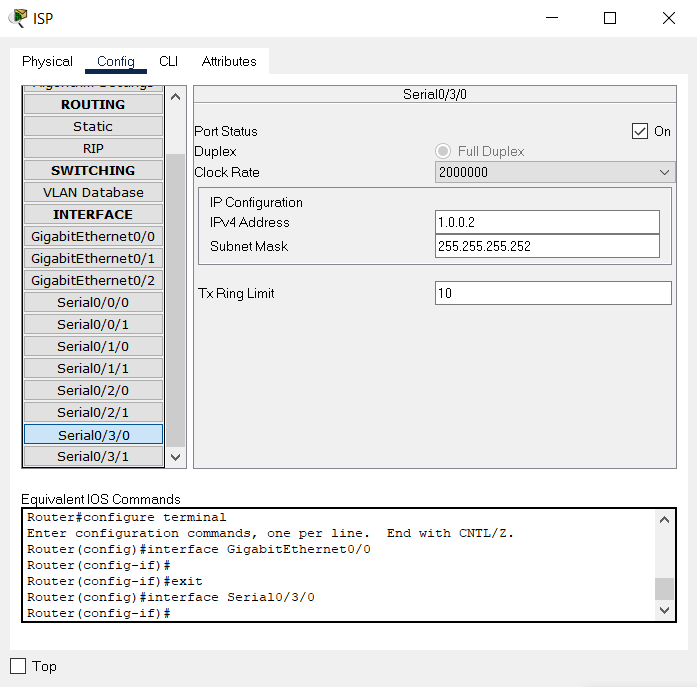 ISP
Physical Config CLI Attributes
Algorithm Settings
ROUTING
Static
RIP
SWITCHING
VLAN Database
INTERFACE
GigabitEthernet0/0
GigabitEthernet0/1
GigabitEthernet0/2
Serial0/0/0
Serial0/0/1
Serial0/1/0
Serial0/1/1
Serial0/2/0
Serial0/2/1
Serial0/3/0
Serial0/3/1
Serial0/3/0
Port Status On
Duplex Full Duplex
Clock Rate 2000000
IP Configuration
IPv4 Address 1.0.0.2
Subnet Mask 255.255.255.252
Tx Ring Limit 10
Equivalent IOS Commands
Router#configure terminal
Enter configuration commands, one per line.  End with CNTL/Z.
Router(config)#interface GigabitEthernet0/0
Router(config-if)#
Router(config-if)#exit
Router(config)#interface Serial0/3/0
Router(config-if)#
Top